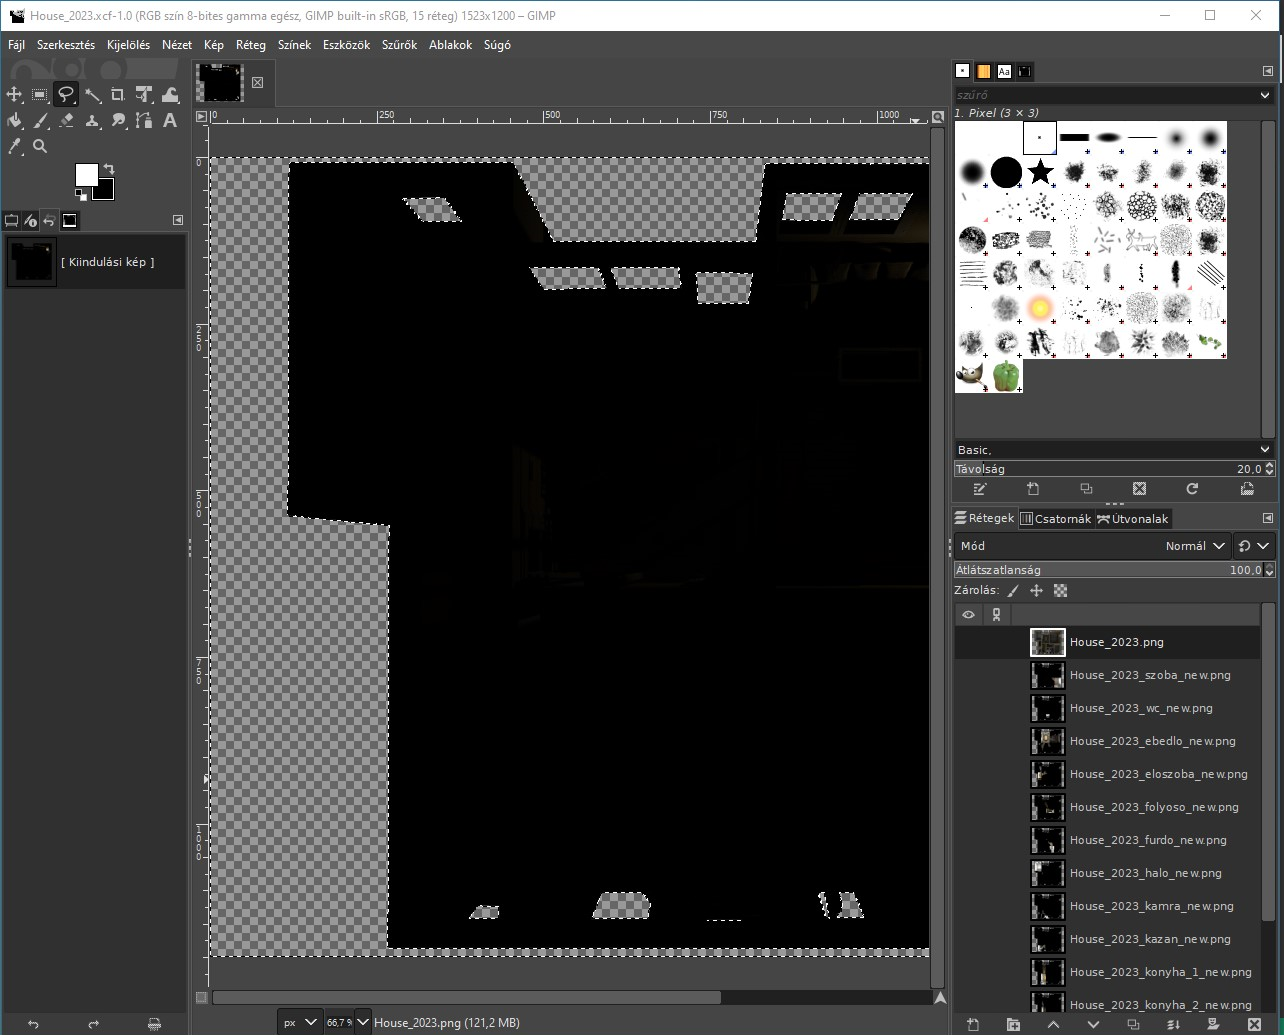 House_2023.xcf-1.0 (RGB szín 8-bites gamma egész, GIMP built-in sRGB, 15 réteg) 1523x1200 – GIMP
Fájl Szerkesztés Kijelölés Nézet Kép Réteg Színek Eszközök Szűrők Ablakok Súgó
0 250 500 750 1000
0
250
500
750
1000
[ Kiindulási kép ]
px 66,7 % House_2023.png (121,2 MB)
Aa
szűrő
1. Pixel (3 × 3)
Basic,
Távolság 20,0
Rétegek Csatornák Útvonalak
Mód Normál
Átlátszatlanság 100,0
Zárolás:
House_2023.png
House_2023_szoba_new.png
House_2023_wc_new.png
House_2023_ebedlo_new.png
House_2023_eloszoba_new.png
House_2023_folyoso_new.png
House_2023_furdo_new.png
House_2023_halo_new.png
House_2023_kamra_new.png
House_2023_kazan_new.png
House_2023_konyha_1_new.png
House_2023_konyha_2_new.png